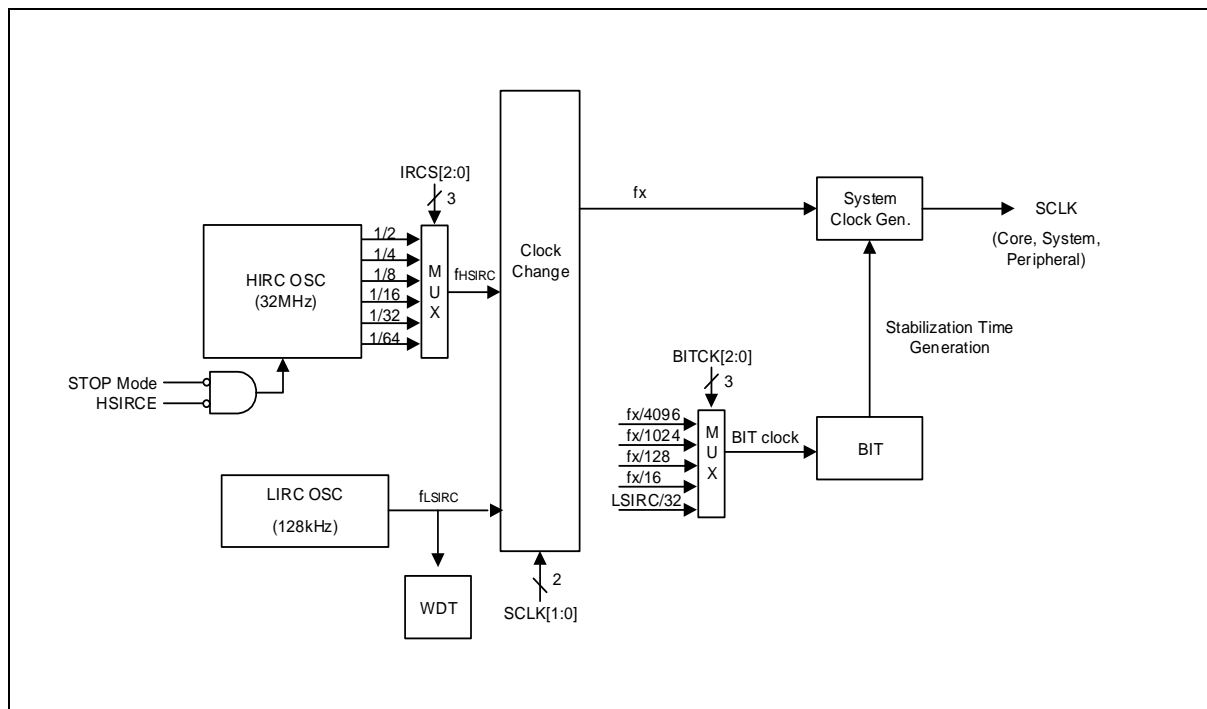 IRCS[2:0]
3
HIRC OSC
(32MHz)
1/2
1/4
1/8
1/16
1/32
1/64
M
U
X
fHSIRC
Clock
Change
fx
System
Clock Gen.
SCLK
(Core, System,
Peripheral)
STOP Mode
HSIRCE
Stabilization Time
Generation
BITCK[2:0]
3
fx/4096
fx/1024
fx/128
fx/16
LSIRC/32
M
U
X
BIT clock
BIT
LIRC OSC
(128kHz)
fLSIRC
WDT
2
SCLK[1:0]